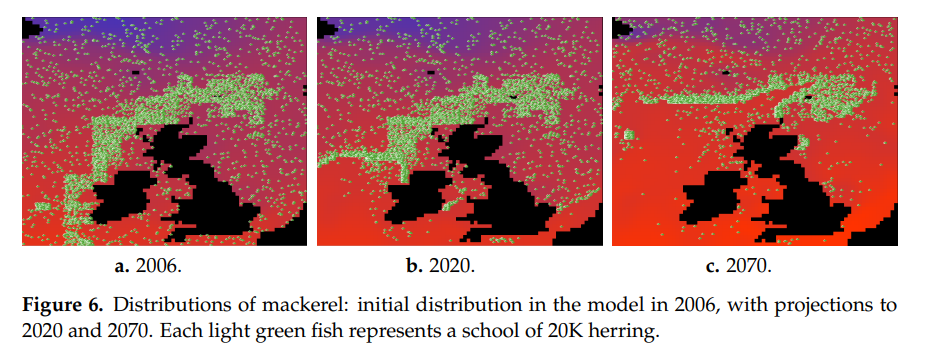 a. 2006.
b. 2020.
c. 2070.
Figure 6. Distributions of mackerel: initial distribution in the model in 2006, with projections to
2020 and 2070. Each light green fish represents a school of 20K herring.